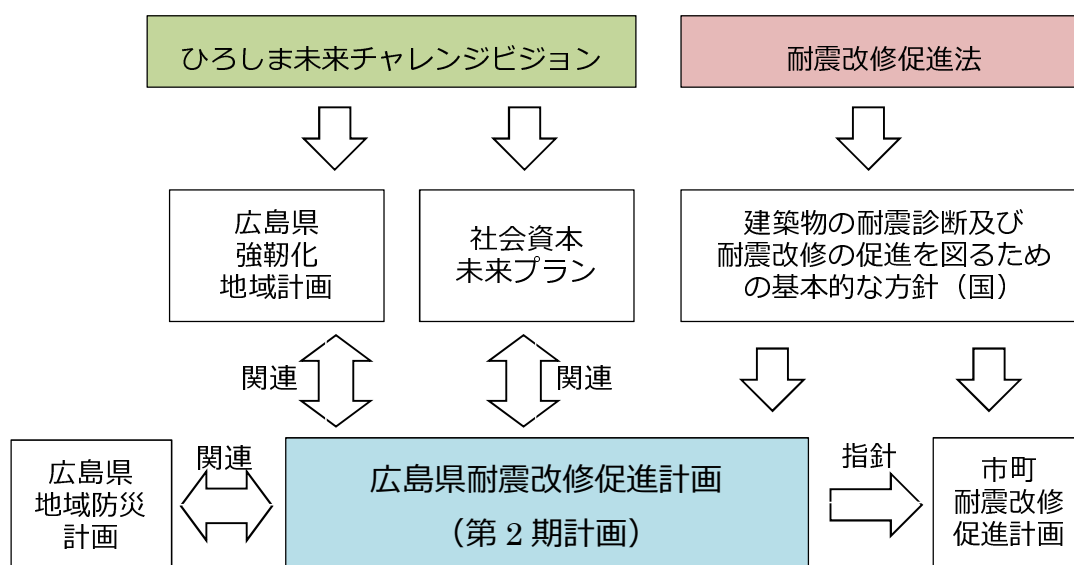 ひろしま未来チャレンジビジョン
耐震改修促進法
広島県
強靭化
地域計画
社会資本
未来プラン
建築物の耐震診断及び
耐震改修の促進を図るため
の基本的な方針（国）
関連
関連
広島県
地域防災
計画
関連
広島県耐震改修促進計画
（第 2 期計画）
指針
市町
耐震改修
促進計画